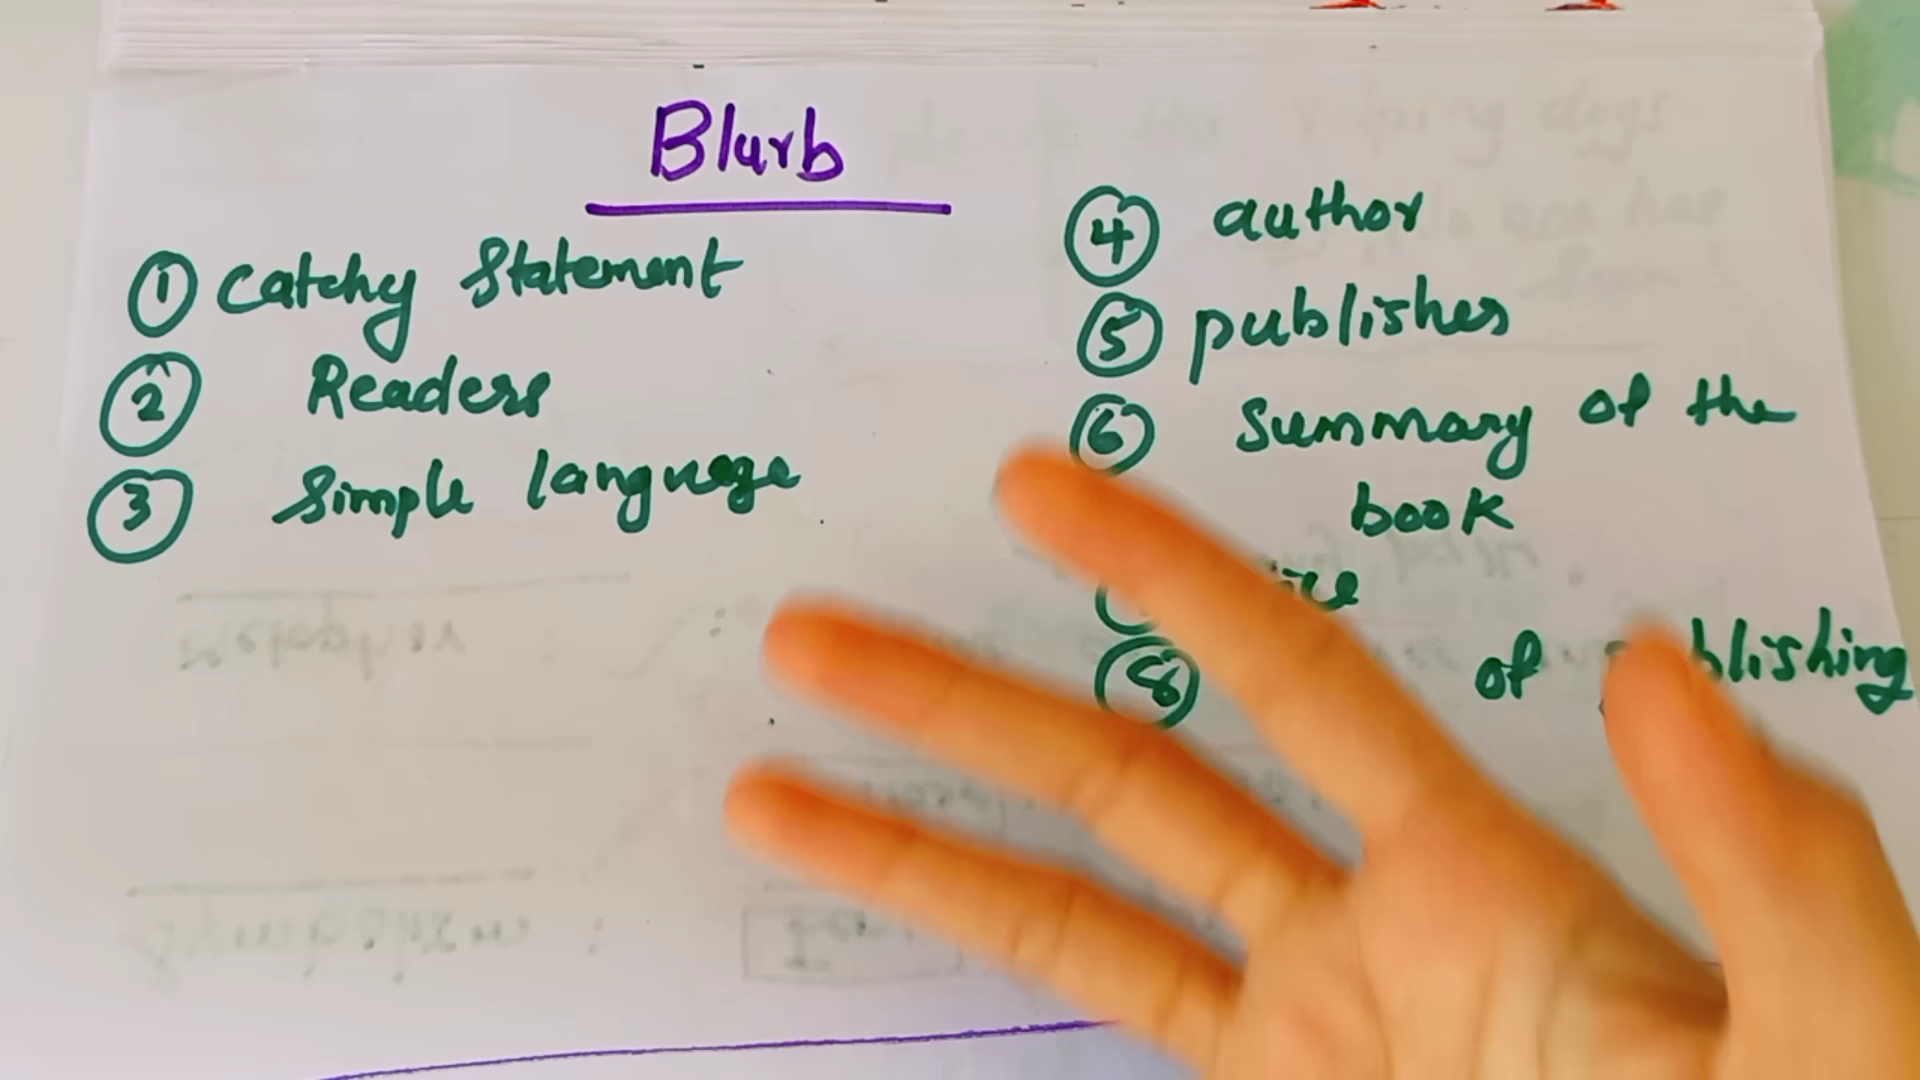 Blurb
① Catchy Statement
② Readers
③ Simple language
④ author
⑤ publisher
⑥ Summary of the
book
⑧ of